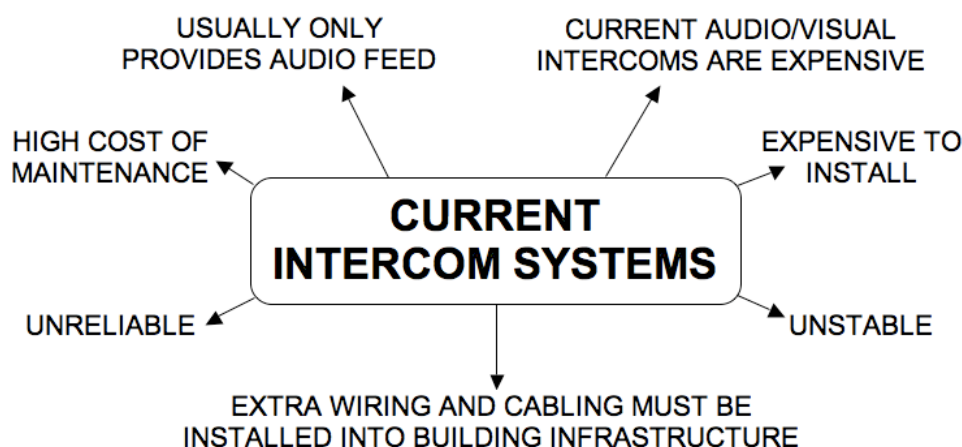 USUALLY ONLY
PROVIDES AUDIO FEED
CURRENT AUDIO/VISUAL
INTERCOMS ARE EXPENSIVE
HIGH COST OF
MAINTENANCE
EXPENSIVE TO
INSTALL
CURRENT
INTERCOM SYSTEMS
UNRELIABLE
UNSTABLE
EXTRA WIRING AND CABLING MUST BE
INSTALLED INTO BUILDING INFRASTRUCTURE